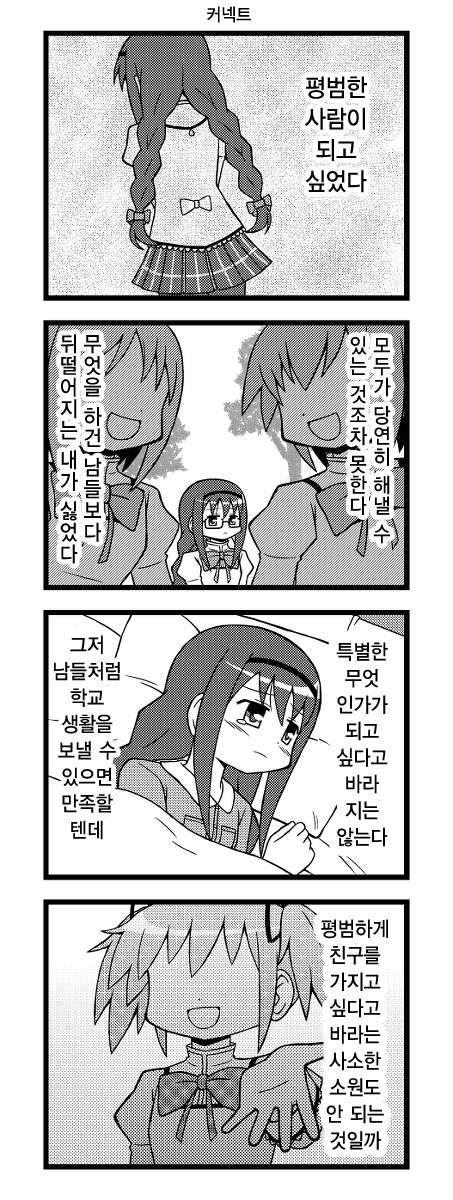 커넥트
평범한
사람이
되고
싶었다
모두가 당연히 해낼 수
있는 것조차 못한다
무엇을 하건 남들보다
뒤떨어지는 내가 싫었다
특별한
무엇
인가가
되고
싶다고
바라
지는
않는다
그저
남들처럼
학교
생활을
보낼 수
있으면
만족할
텐데
평범하게
친구를
가지고
싶다고
바라는
사소한
소원도
안 되는
것일까